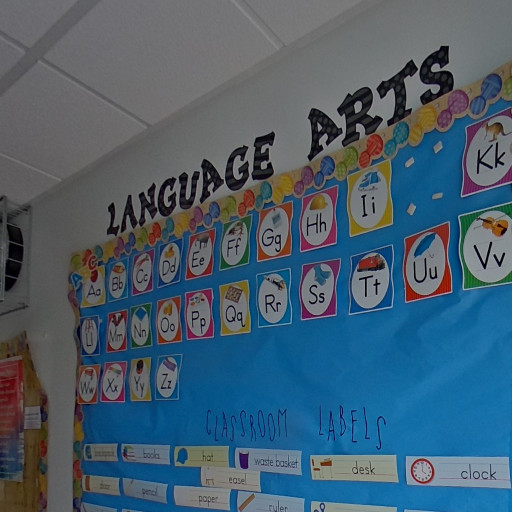 LANGUAGE ARTS
Aa Bb Cc Dd Ee Ff Gg Hh Ii Kk
Ll Mm Nn Oo Pp Qq Rr Ss Tt Uu Vv
Ww Xx Yy Zz
CLASSROOM LABELS
books hat waste basket desk clock
easel
door pencil paper ruler